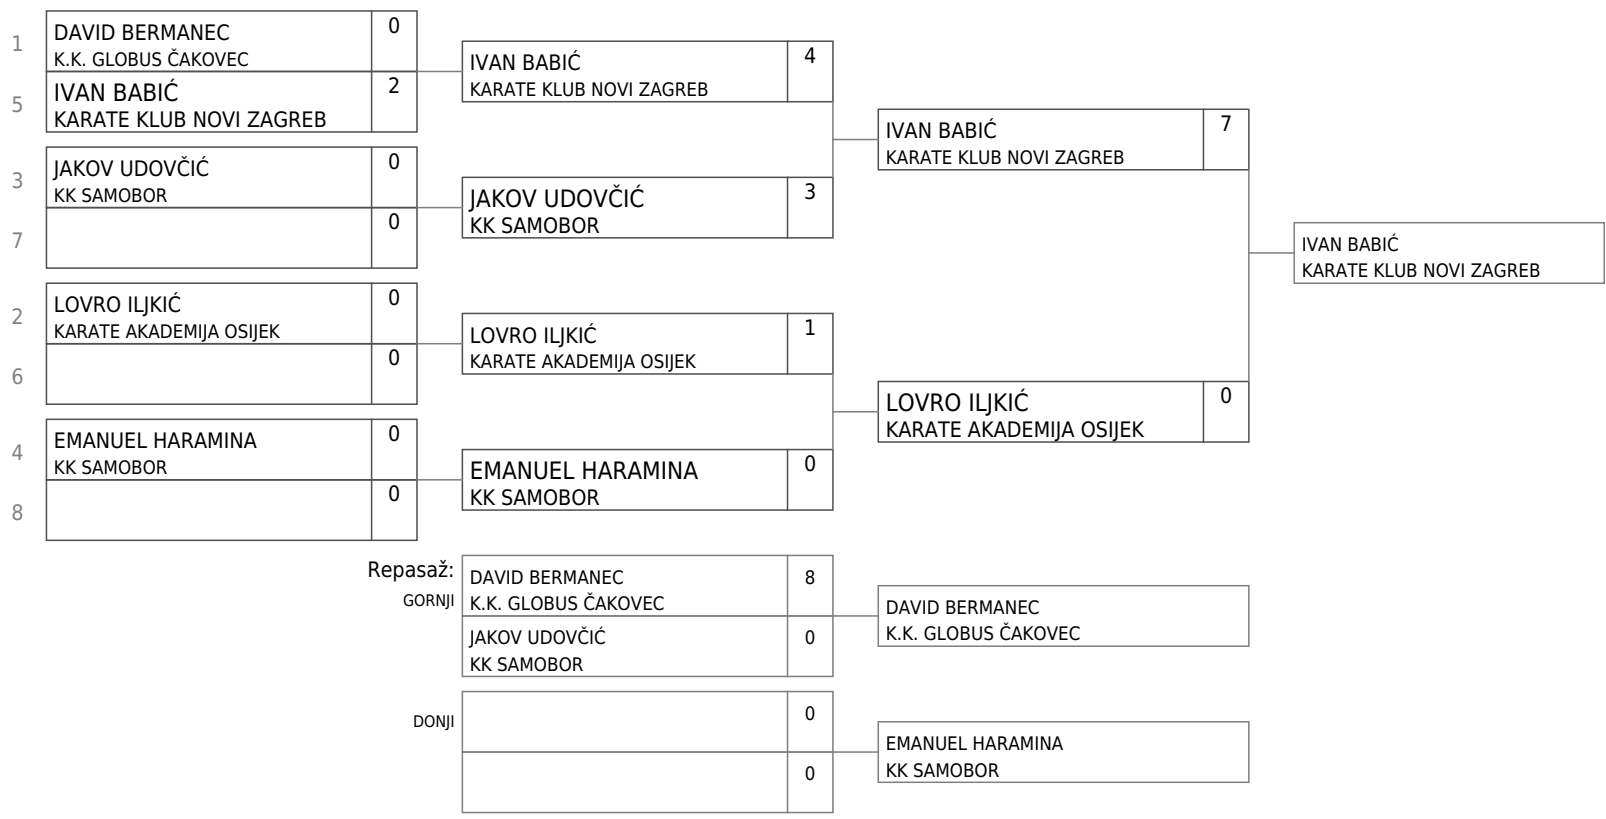 1
DAVID BERMANEC
K.K. GLOBUS ČAKOVEC
0
5
IVAN BABIĆ
KARATE KLUB NOVI ZAGREB
2
3
JAKOV UDOVČIĆ
KK SAMOBOR
0
7
0
2
LOVRO ILJKIĆ
KARATE AKADEMIJA OSIJEK
0
6
0
4
EMANUEL HARAMINA
KK SAMOBOR
0
8
0
IVAN BABIĆ
KARATE KLUB NOVI ZAGREB
4
JAKOV UDOVČIĆ
KK SAMOBOR
3
LOVRO ILJKIĆ
KARATE AKADEMIJA OSIJEK
1
EMANUEL HARAMINA
KK SAMOBOR
0
IVAN BABIĆ
KARATE KLUB NOVI ZAGREB
7
LOVRO ILJKIĆ
KARATE AKADEMIJA OSIJEK
0
IVAN BABIĆ
KARATE KLUB NOVI ZAGREB
Repasaž:
GORNJI
DAVID BERMANEC
K.K. GLOBUS ČAKOVEC
8
JAKOV UDOVČIĆ
KK SAMOBOR
0
DAVID BERMANEC
K.K. GLOBUS ČAKOVEC
DONJI
0
0
EMANUEL HARAMINA
KK SAMOBOR